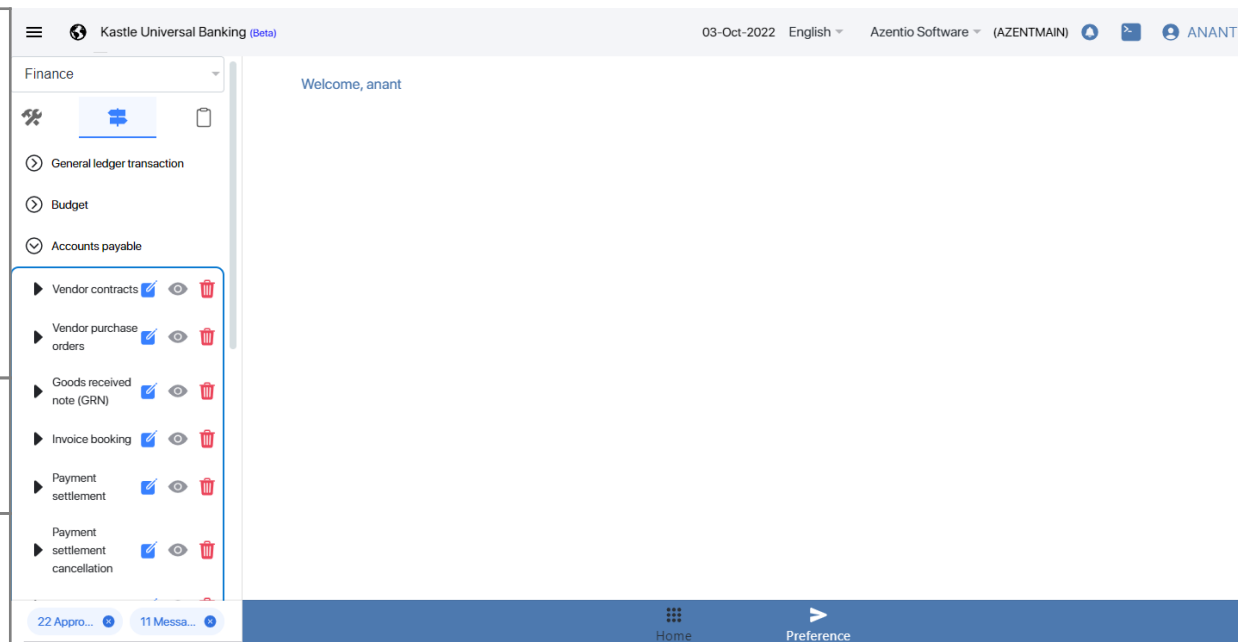 Kastle Universal Banking (Beta)
03-Oct-2022 English Azentio Software (AZENTMAIN) ANANT
Finance
Welcome, anant
General ledger transaction
Budget
Accounts payable
Vendor contracts
Vendor purchase
orders
Goods received
note (GRN)
Invoice booking
Payment
settlement
Payment
settlement
cancellation
22 Appro...
11 Messa...
Home
Preference